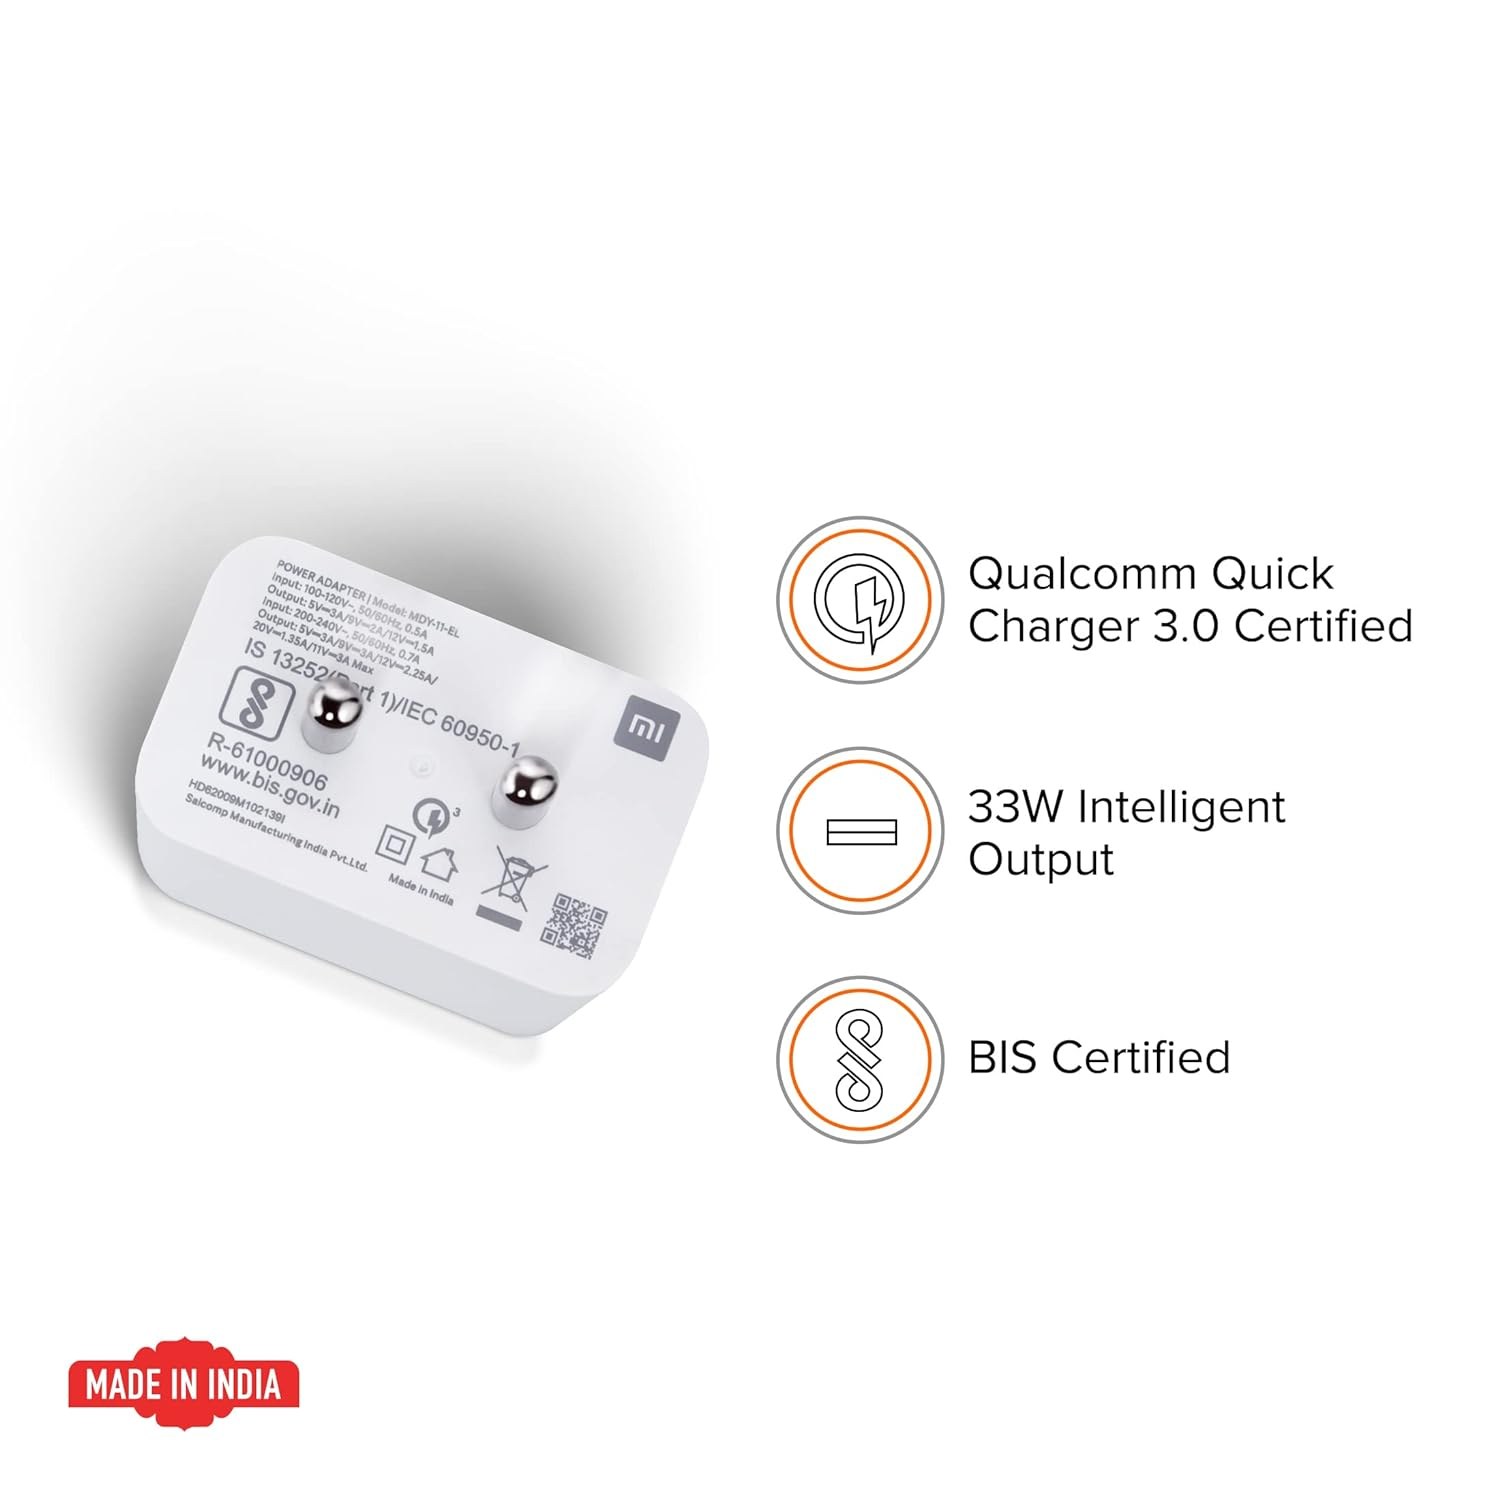 POWER ADAPTER | Model: MDY-11-EL
Input: 100-120V~, 50/60Hz, 0.5A
Output: 5V⎓3A/9V⎓2A/12V⎓1.5A
Input: 200-240V~, 50/60Hz, 0.7A
Output: 5V⎓3A/9V⎓3A/12V⎓2.25A/
20V⎓1.35A/11V⎓3A Max
IS 13252(Part 1)/IEC 60950-1
R-61000906
www.bis.gov.in
HD62009M102139I
Salcomp Manufacturing India Pvt.Ltd.
3
Made in India
mi
Qualcomm Quick
Charger 3.0 Certified
33W Intelligent
Output
BIS Certified
MADE IN INDIA